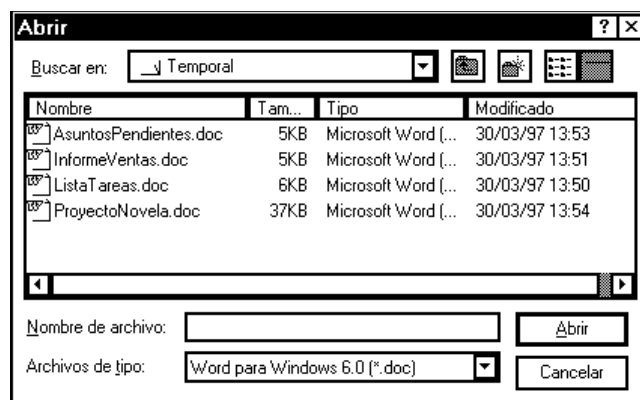 Abrir ? X
Buscar en: Temporal
Nombre Tam... Tipo Modificado
AsuntosPendientes.doc 5KB Microsoft Word (... 30/03/97 13:53
InformeVentas.doc 5KB Microsoft Word (... 30/03/97 13:51
ListaTareas.doc 6KB Microsoft Word (... 30/03/97 13:50
ProyectoNovela.doc 37KB Microsoft Word (... 30/03/97 13:54
Nombre de archivo: Abrir
Archivos de tipo: Word para Windows 6.0 (*.doc) Cancelar